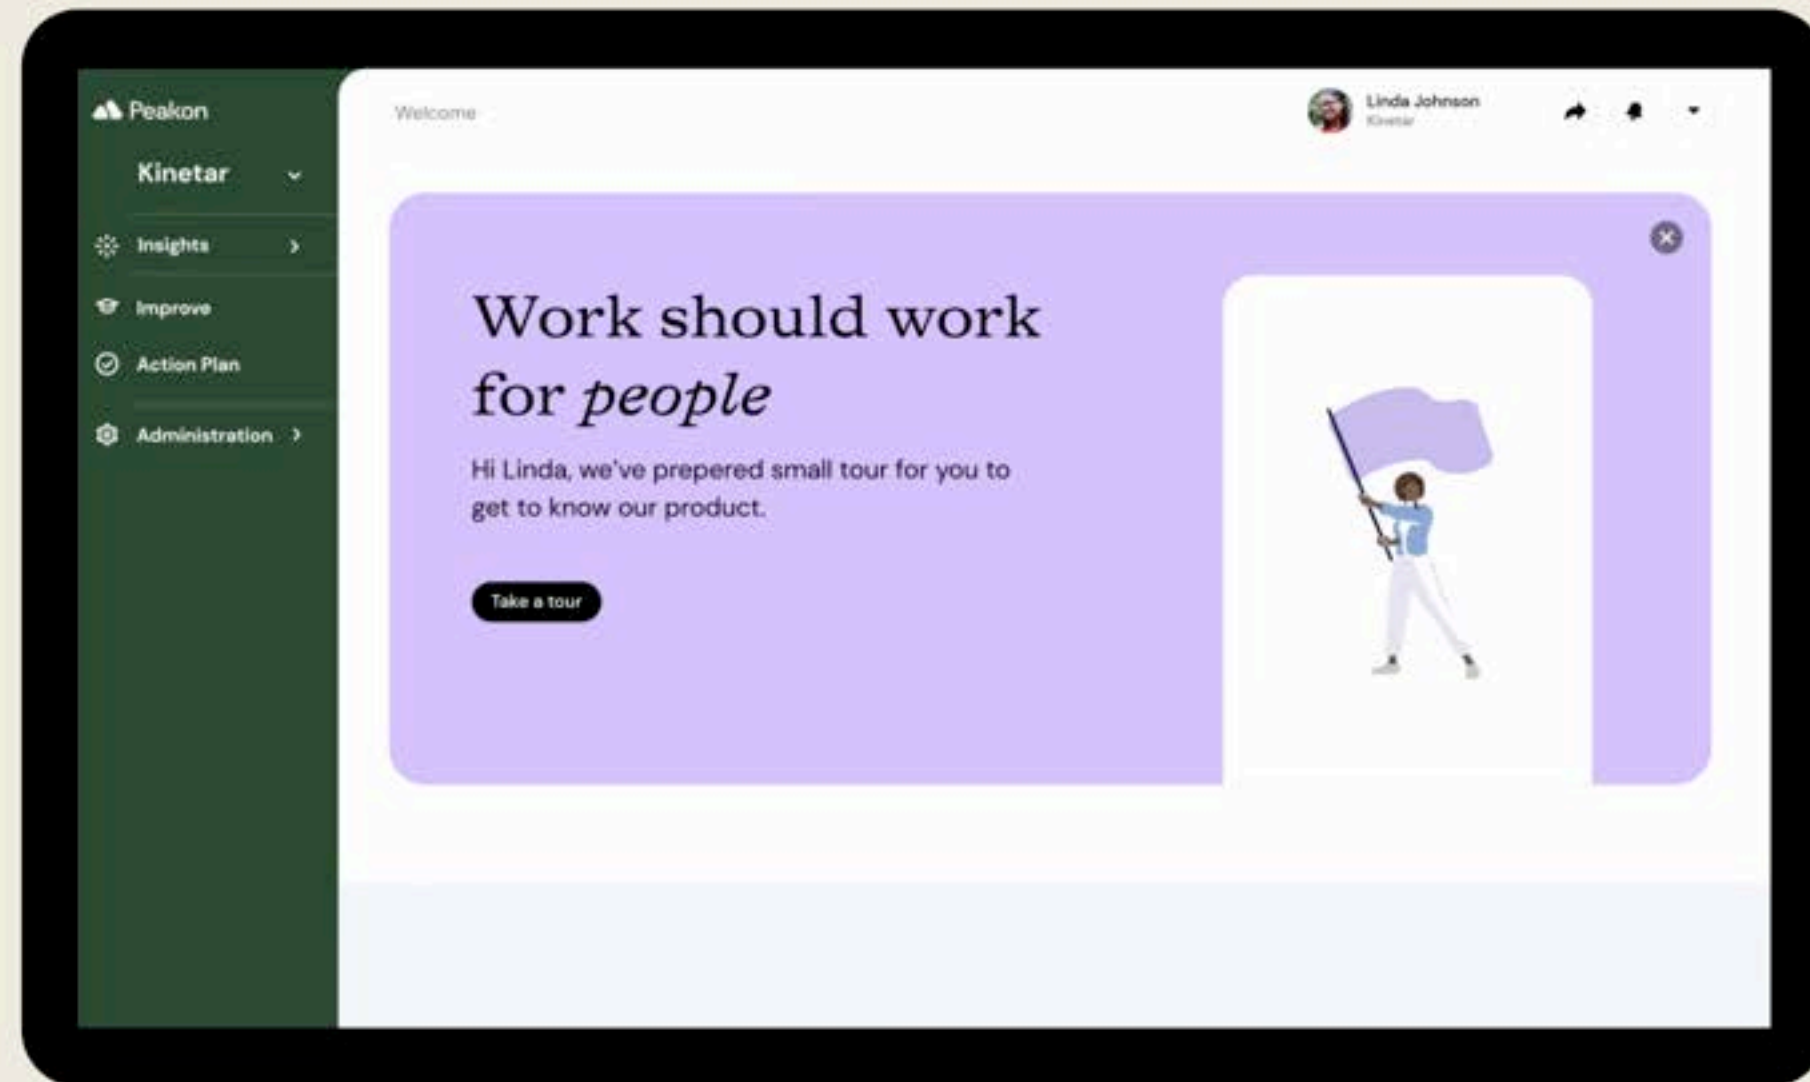 Peakon
Kinetar
Insights
Improve
Action Plan
Administration
Welcome
Linda Johnson
Kinetar
Work should work
for people
Hi Linda, we've prepered small tour for you to
get to know our product.
Take a tour